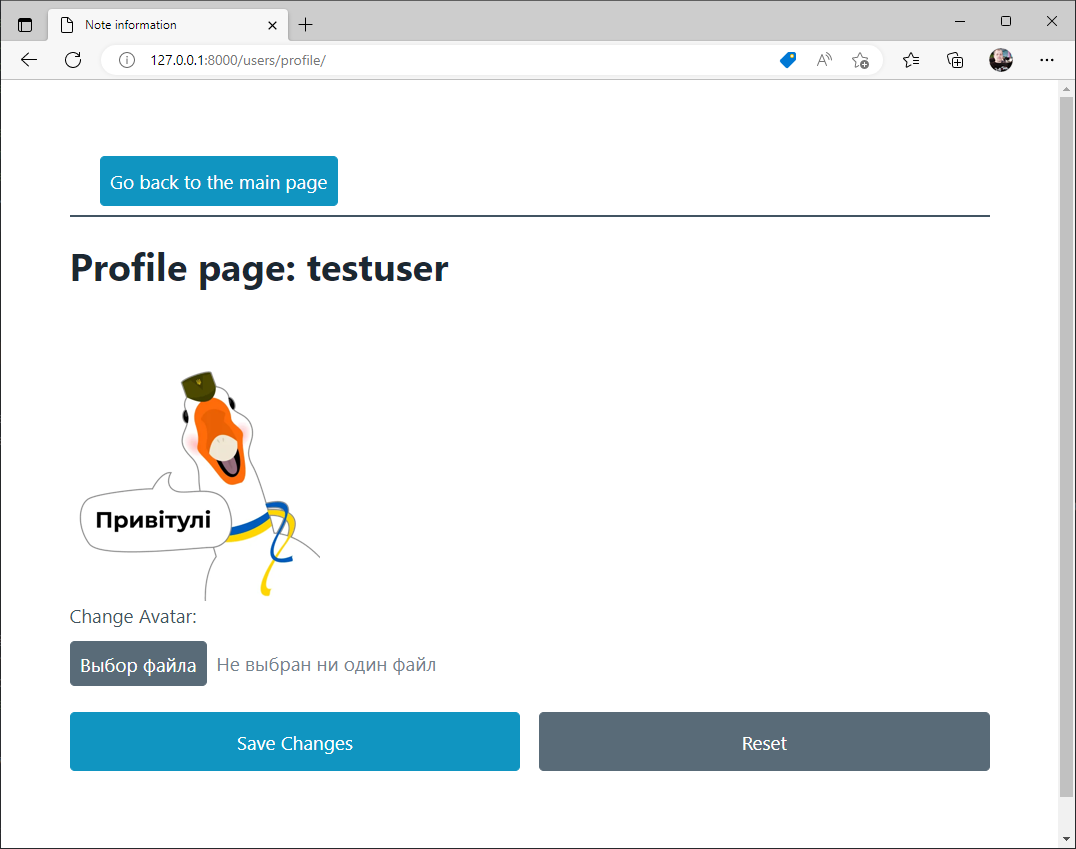 Note information
127.0.0.1:8000/users/profile/
Go back to the main page
Profile page: testuser
Привітулі
Change Avatar:
Выбор файла Не выбран ни один файл
Save Changes Reset